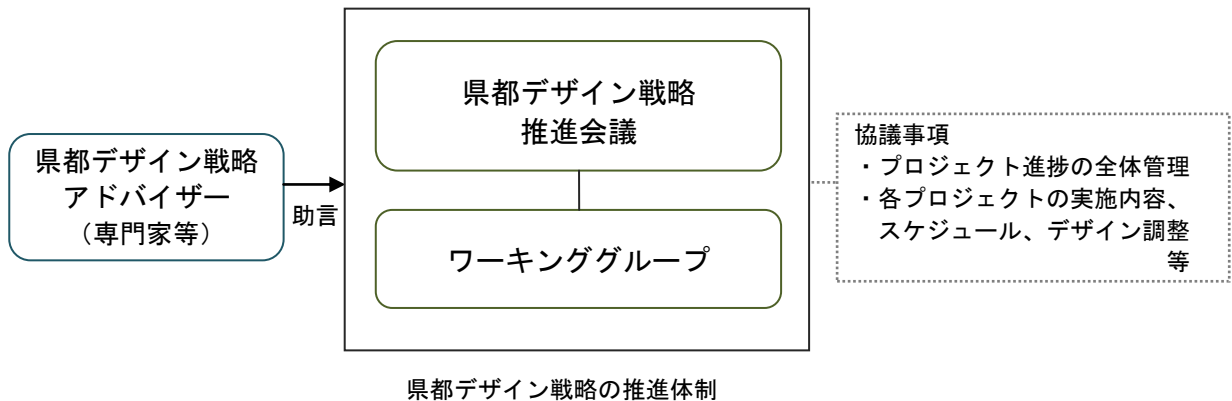 県都デザイン戦略
アドバイザー
（専門家等）
助言
県都デザイン戦略
推進会議
ワーキンググループ
協議事項
・プロジェクト進捗の全体管理
・各プロジェクトの実施内容、
スケジュール、デザイン調整
等
県都デザイン戦略の推進体制